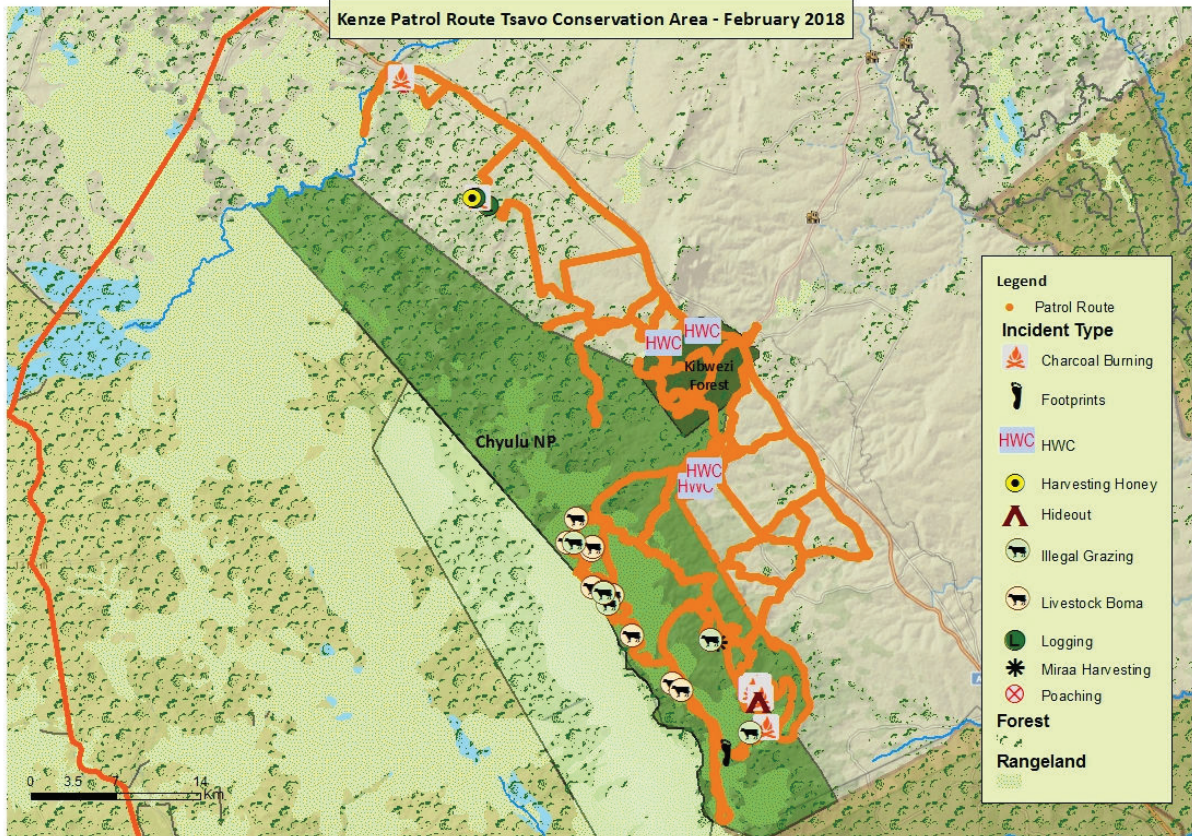 Kenze Patrol Route Tsavo Conservation Area - February 2018
HWC
HWC
Kibwezi
Forest
Chyulu NP
HWC
HWC
Legend
Patrol Route
Incident Type
Charcoal Burning
Footprints
HWC HWC
Harvesting Honey
Hideout
Illegal Grazing
Livestock Boma
L Logging
Miraa Harvesting
Poaching
Forest
Rangeland
0 3.5 7 14
Km